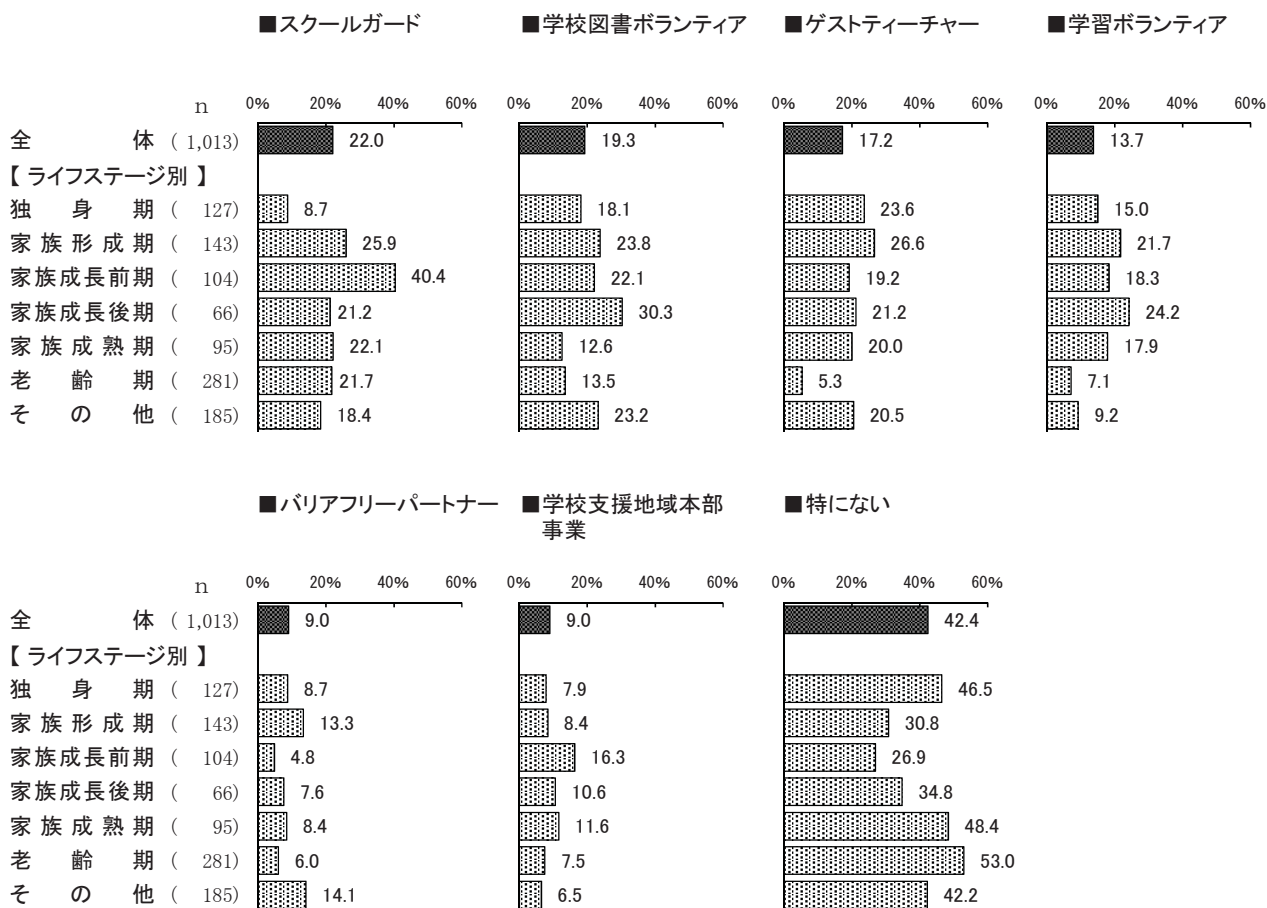 ■スクールガード ■学校図書ボランティア ■ゲストティーチャー ■学習ボランティア
n 0% 20% 40% 60% 0% 20% 40% 60% 0% 20% 40% 60% 0% 20% 40% 60%
全体 (1,013) 22.0 19.3 17.2 13.7
【ライフステージ別】
独身期 (127) 8.7 18.1 23.6 15.0
家族形成期 (143) 25.9 23.8 26.6 21.7
家族成長前期 (104) 40.4 22.1 19.2 18.3
家族成長後期 (66) 21.2 30.3 21.2 24.2
家族成熟期 (95) 22.1 12.6 20.0 17.9
老齢期 (281) 21.7 13.5 5.3 7.1
その他 (185) 18.4 23.2 20.5 9.2
■バリアフリーパートナー ■学校支援地域本部 ■特にない
事業
n 0% 20% 40% 60% 0% 20% 40% 60% 0% 20% 40% 60%
全体 (1,013) 9.0 9.0 42.4
【ライフステージ別】
独身期 (127) 8.7 7.9 46.5
家族形成期 (143) 13.3 8.4 30.8
家族成長前期 (104) 4.8 16.3 26.9
家族成長後期 (66) 7.6 10.6 34.8
家族成熟期 (95) 8.4 11.6 48.4
老齢期 (281) 6.0 7.5 53.0
その他 (185) 14.1 6.5 42.2